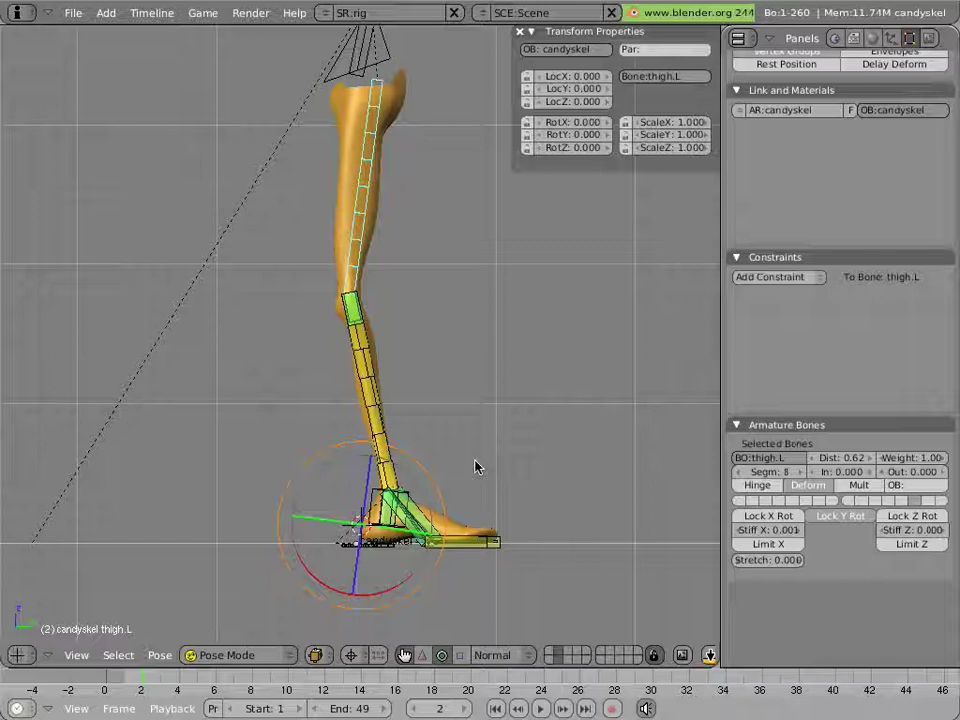 File Add Timeline Game Render Help SR:rig SCE:Scene www.blender.org 244 Bo:1-260 | Mem:11.74M candyskel
Transform Properties
OB: candyskel Par:
LocX: 0.000 Bone:thigh.L
LocY: 0.000
LocZ: 0.000
RotX: 0.000 ScaleX: 1.000
RotY: 0.000 ScaleY: 1.000
RotZ: 0.000 ScaleZ: 1.000
Panels
Vertex Groups Envelopes
Rest Position Delay Deform
Link and Materials
AR:candyskel F OB:candyskel
Constraints
Add Constraint To Bone: thigh.L
Armature Bones
Selected Bones
BO:thigh.L Dist: 0.62 Weight: 1.00
Segm: 8 In: 0.000 Out: 0.000
Hinge Deform Mult OB:
Lock X Rot Lock Y Rot Lock Z Rot
Stiff X: 0.001 Stiff Z: 0.000
Limit X Limit Z
Stretch: 0.000
candyskel
z
(2) candyskel thigh.L
View Select Pose Pose Mode Normal
-4 -2 0 2 4 6 8 10 12 14 16 18 20 22 24 26 28 30 32 34 36 38 40 42 44 46
View Frame Playback Pr Start: 1 End: 49 2